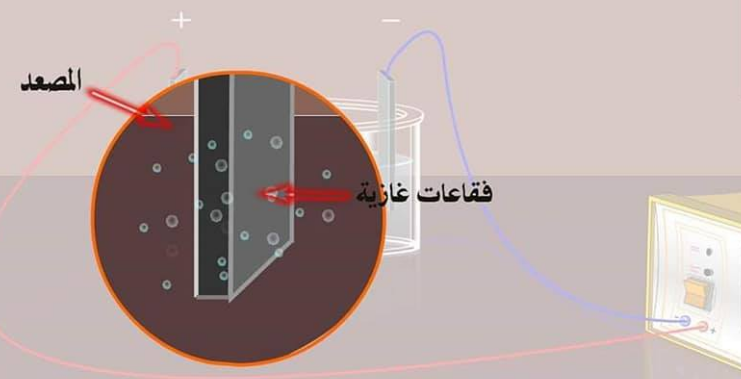 +
−
المصعد
فقاعات غازية
- +